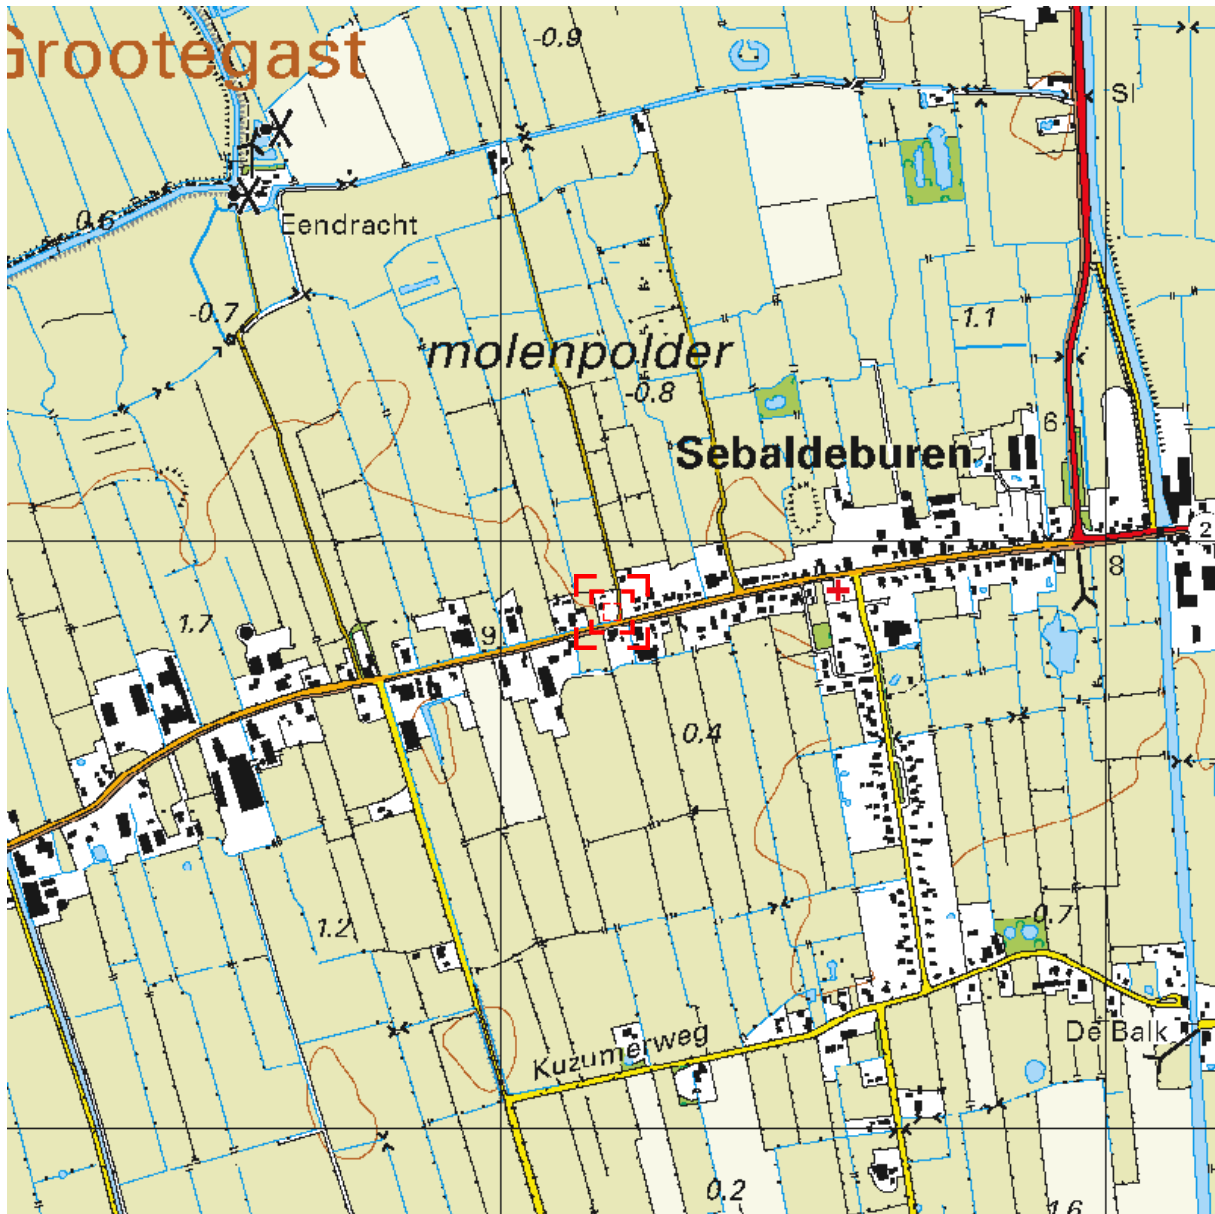 Grootegast
-0.9
Sl
0.6
Eendracht
-0.7
-1.1
molenpolder
-0.8
6
Sebaldeburen
2
8
1.7
9
0.4
1.2
0.7
De Balk
Kuzumerweg
0.2
1.6